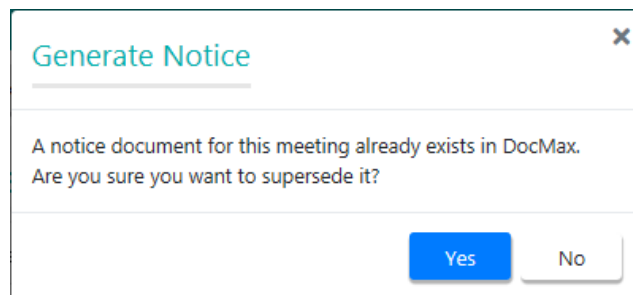 Generate Notice
A notice document for this meeting already exists in DocMax.
Are you sure you want to supersede it?
Yes No